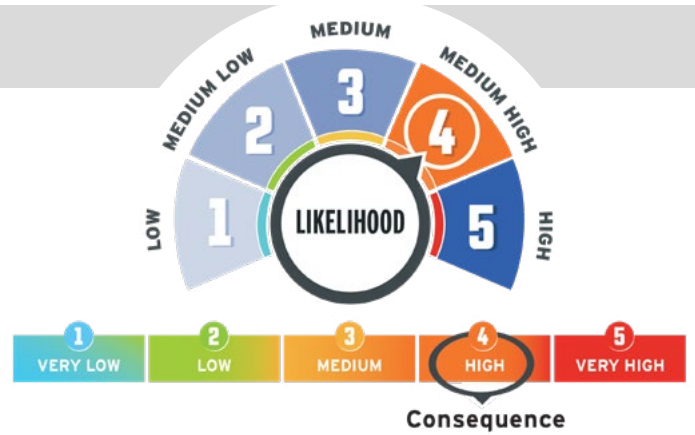 MEDIUM
MEDIUM LOW
MEDIUM HIGH
LOW
HIGH
1
2
3
4
5
LIKELIHOOD
1
2
3
4
5
VERY LOW
LOW
MEDIUM
HIGH
VERY HIGH
Consequence